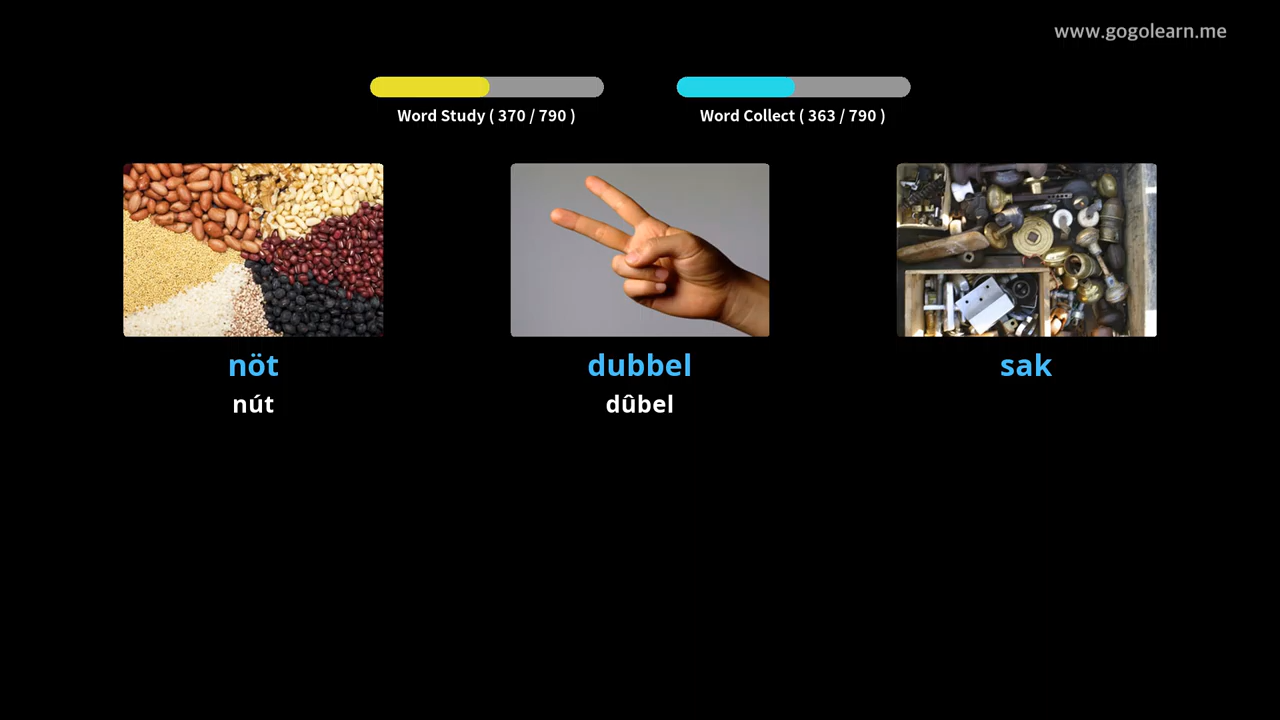 www.gogolearn.me
Word Study ( 370 / 790 )
Word Collect ( 363 / 790 )
nöt
dubbel
sak
nút
dûbel